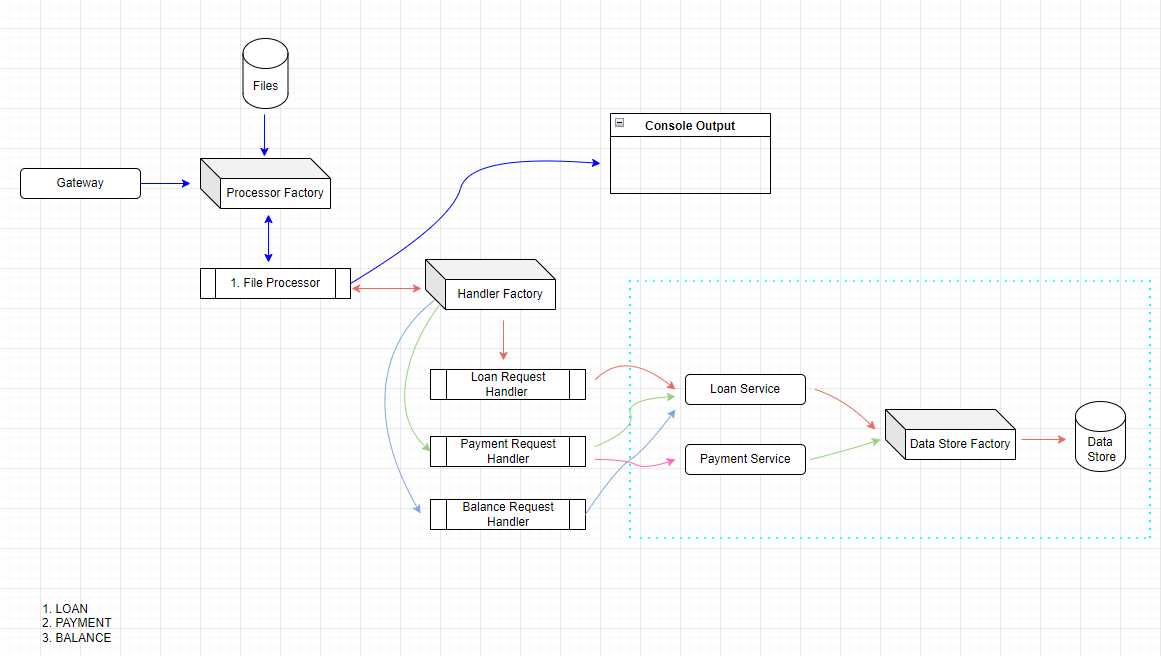 Files
Gateway
Processor Factory
Console Output
1. File Processor
Handler Factory
Loan Request
Handler
Loan Service
Payment Request
Handler
Payment Service
Data Store Factory
Data
Store
Balance Request
Handler
1. LOAN
2. PAYMENT
3. BALANCE